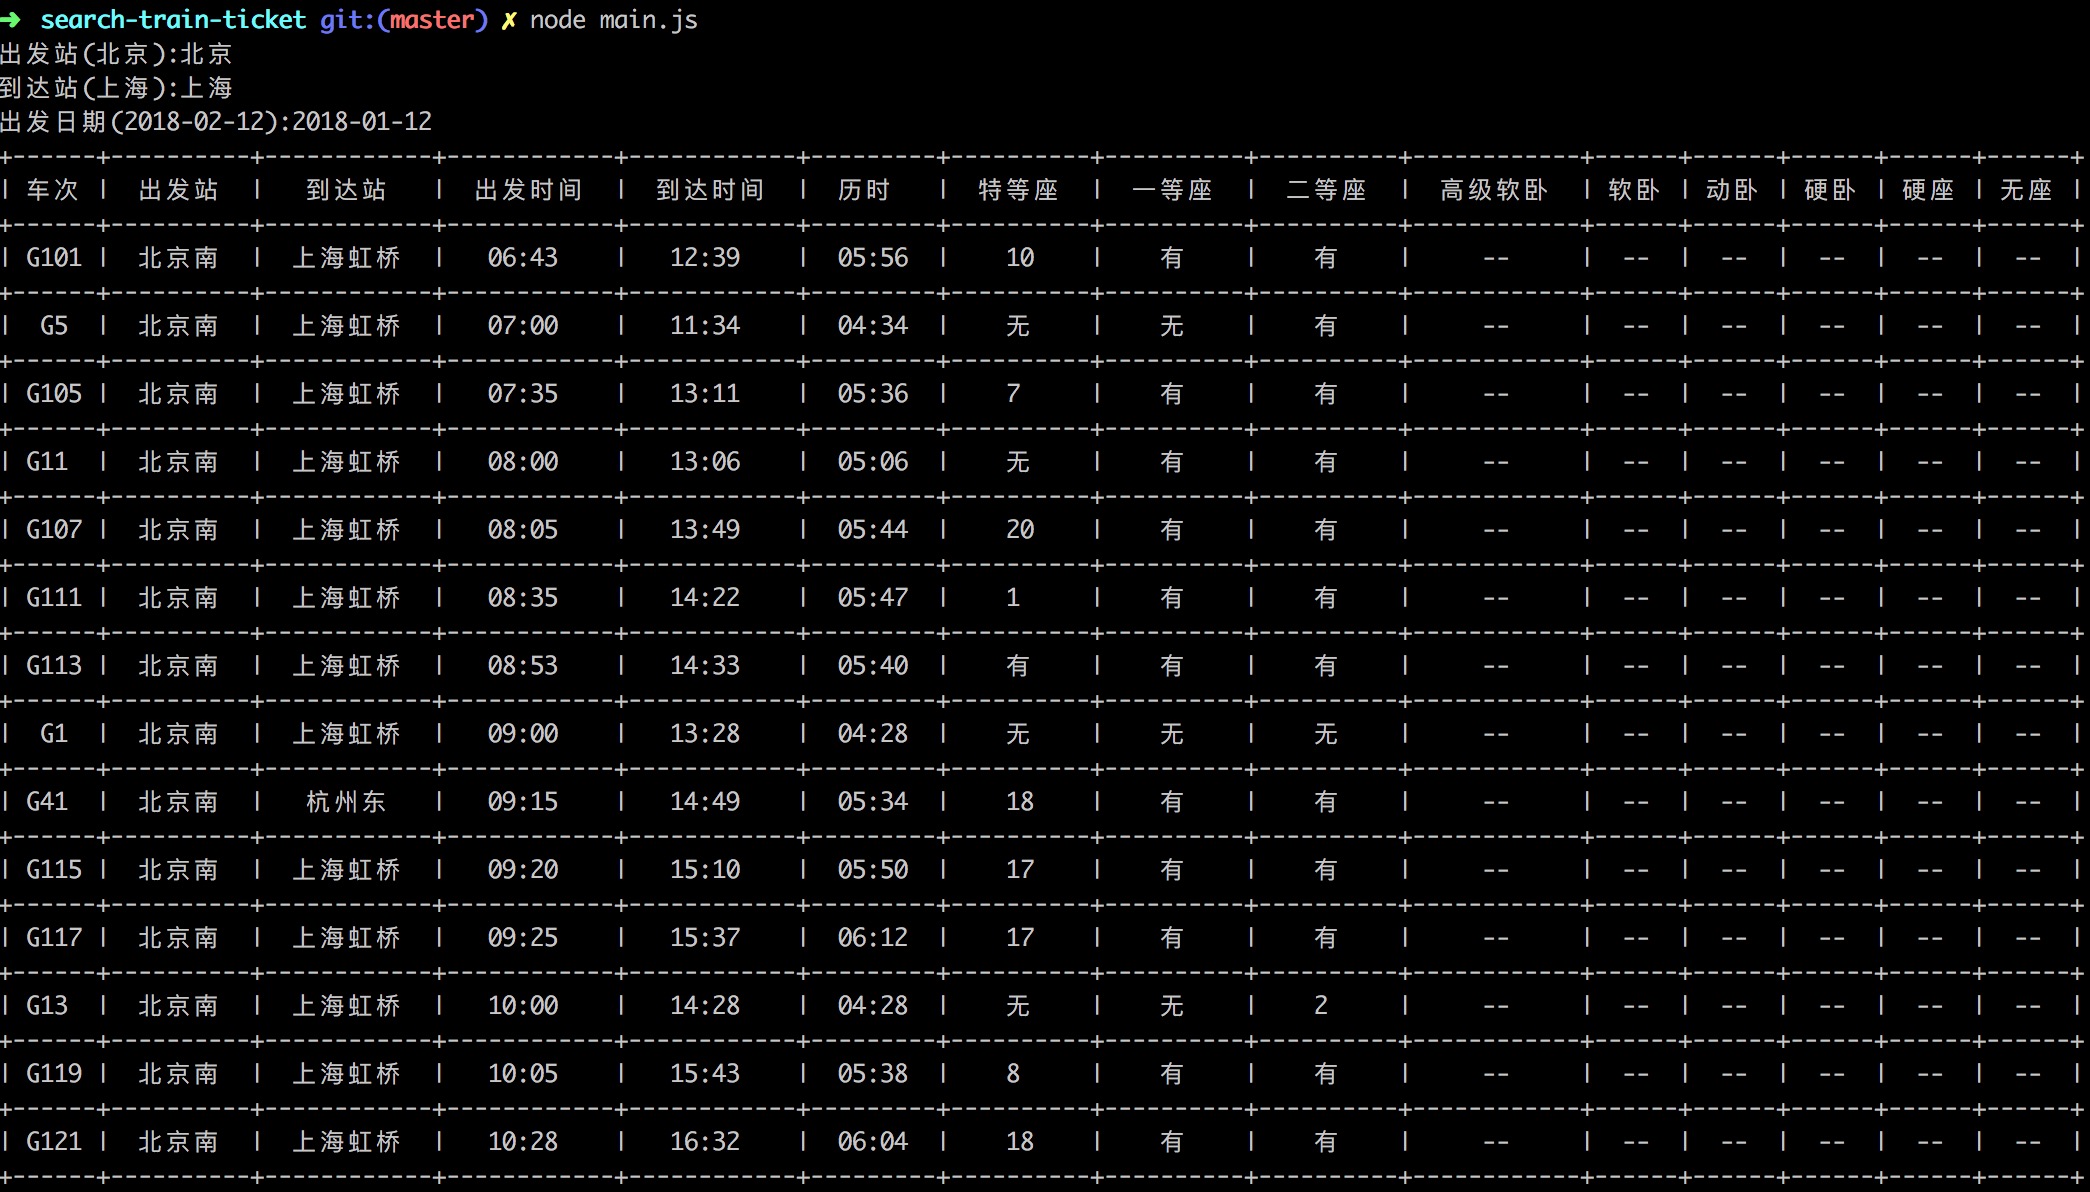 ➜ search-train-ticket git:(master) ✗ node main.js
出发站(北京):北京
到达站(上海):上海
出发日期(2018-02-12):2018-01-12
| 车次 | 出发站 | 到达站 | 出发时间 | 到达时间 | 历时 | 特等座 | 一等座 | 二等座 | 高级软卧 | 软卧 | 动卧 | 硬卧 | 硬座 | 无座 |
| G101 | 北京南 | 上海虹桥 | 06:43 | 12:39 | 05:56 | 10 | 有 | 有 | -- | -- | -- | -- | -- | -- |
| G5 | 北京南 | 上海虹桥 | 07:00 | 11:34 | 04:34 | 无 | 无 | 有 | -- | -- | -- | -- | -- | -- |
| G105 | 北京南 | 上海虹桥 | 07:35 | 13:11 | 05:36 | 7 | 有 | 有 | -- | -- | -- | -- | -- | -- |
| G11 | 北京南 | 上海虹桥 | 08:00 | 13:06 | 05:06 | 无 | 有 | 有 | -- | -- | -- | -- | -- | -- |
| G107 | 北京南 | 上海虹桥 | 08:05 | 13:49 | 05:44 | 20 | 有 | 有 | -- | -- | -- | -- | -- | -- |
| G111 | 北京南 | 上海虹桥 | 08:35 | 14:22 | 05:47 | 1 | 有 | 有 | -- | -- | -- | -- | -- | -- |
| G113 | 北京南 | 上海虹桥 | 08:53 | 14:33 | 05:40 | 有 | 有 | 有 | -- | -- | -- | -- | -- | -- |
| G1 | 北京南 | 上海虹桥 | 09:00 | 13:28 | 04:28 | 无 | 无 | 无 | -- | -- | -- | -- | -- | -- |
| G41 | 北京南 | 杭州东 | 09:15 | 14:49 | 05:34 | 18 | 有 | 有 | -- | -- | -- | -- | -- | -- |
| G115 | 北京南 | 上海虹桥 | 09:20 | 15:10 | 05:50 | 17 | 有 | 有 | -- | -- | -- | -- | -- | -- |
| G117 | 北京南 | 上海虹桥 | 09:25 | 15:37 | 06:12 | 17 | 有 | 有 | -- | -- | -- | -- | -- | -- |
| G13 | 北京南 | 上海虹桥 | 10:00 | 14:28 | 04:28 | 无 | 无 | 2 | -- | -- | -- | -- | -- | -- |
| G119 | 北京南 | 上海虹桥 | 10:05 | 15:43 | 05:38 | 8 | 有 | 有 | -- | -- | -- | -- | -- | -- |
| G121 | 北京南 | 上海虹桥 | 10:28 | 16:32 | 06:04 | 18 | 有 | 有 | -- | -- | -- | -- | -- | -- |